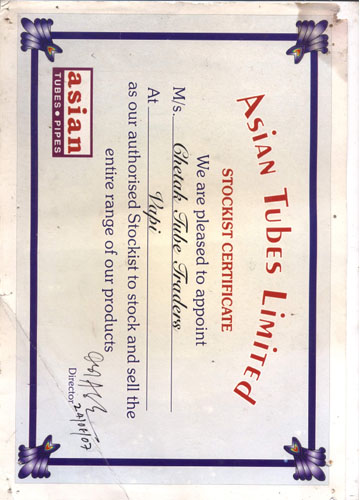 ASIAN TUBES LIMITED
STOCKIST CERTIFICATE
We are pleased to appoint
M/s. Chetak Tube Traders
At Vapi
as our authorised Stockist to stock and sell the
entire range of our products
Director
asian
TUBES • PIPES